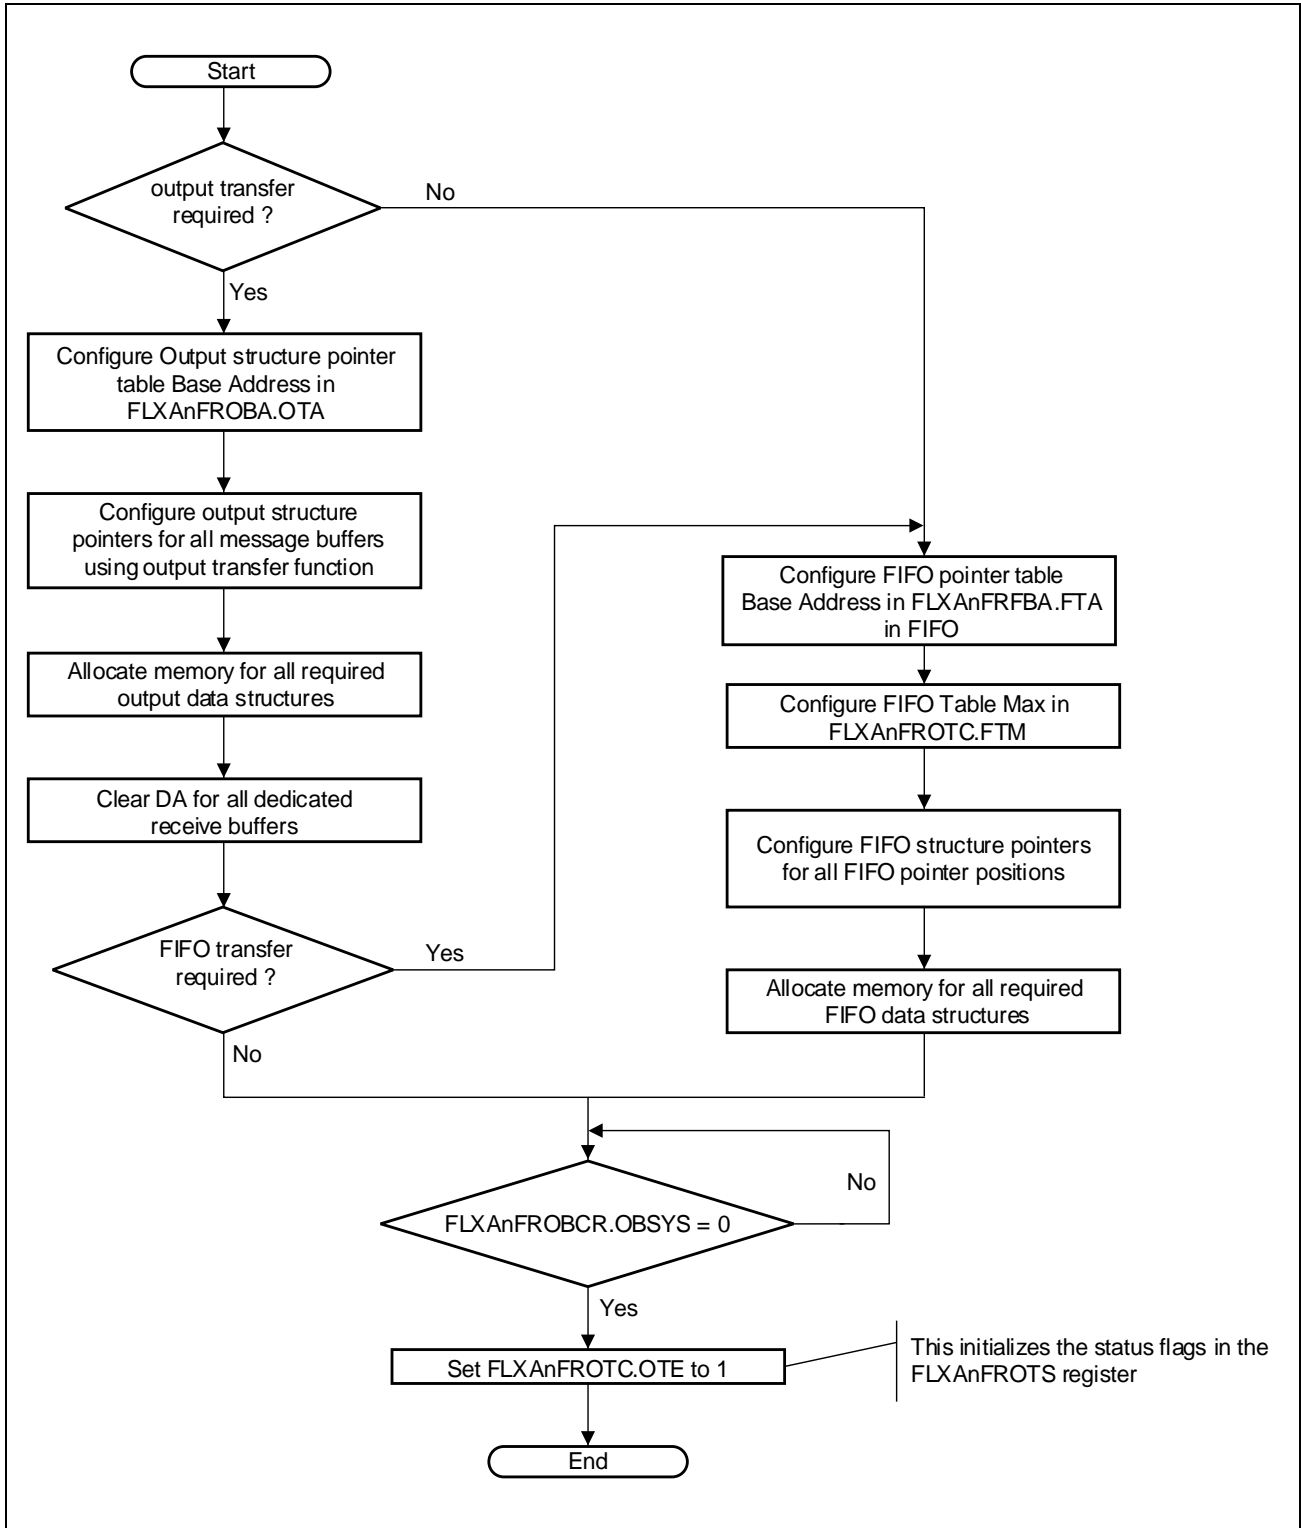 Start
output transfer
required ?
No
Yes
Configure Output structure pointer
table Base Address in
FLXAnFROBA.OTA
Configure output structure
pointers for all message buffers
using output transfer function
Allocate memory for all required
output data structures
Clear DA for all dedicated
receive buffers
FIFO transfer
required ?
Yes
No
Configure FIFO pointer table
Base Address in FLXAnFRFBA.FTA
in FIFO
Configure FIFO Table Max in
FLXAnFROTC.FTM
Configure FIFO structure pointers
for all FIFO pointer positions
Allocate memory for all required
FIFO data structures
FLXAnFROBCR.OBSYS = 0
No
Yes
Set FLXAnFROTC.OTE to 1
This initializes the status flags in the
FLXAnFROTS register
End